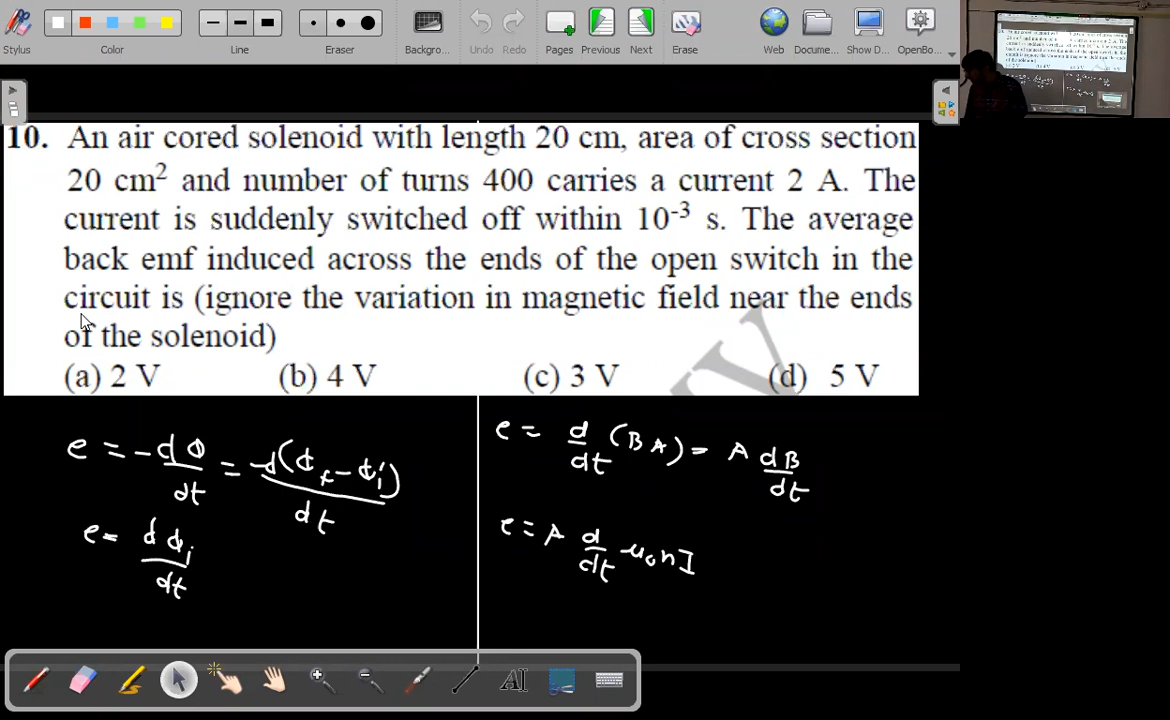 Stylus
Color
Line
Eraser
Backgro...
Undo
Redo
Pages
Previous
Next
Erase
Web
Docume...
Show D...
OpenBo...
10. An air cored solenoid with length 20 cm, area of cross section
20 cm² and number of turns 400 carries a current 2 A. The
current is suddenly switched off within 10⁻³ s. The average
back emf induced across the ends of the open switch in the
circuit is (ignore the variation in magnetic field near the ends
of the solenoid)
(a) 2 V (b) 4 V (c) 3 V (d) 5 V
e = -dΦ/dt = -d(Φf - Φi)/dt
e = dΦi/dt
e = d/dt (BA) = A dB/dt
e = A d/dt μ₀nI
AI